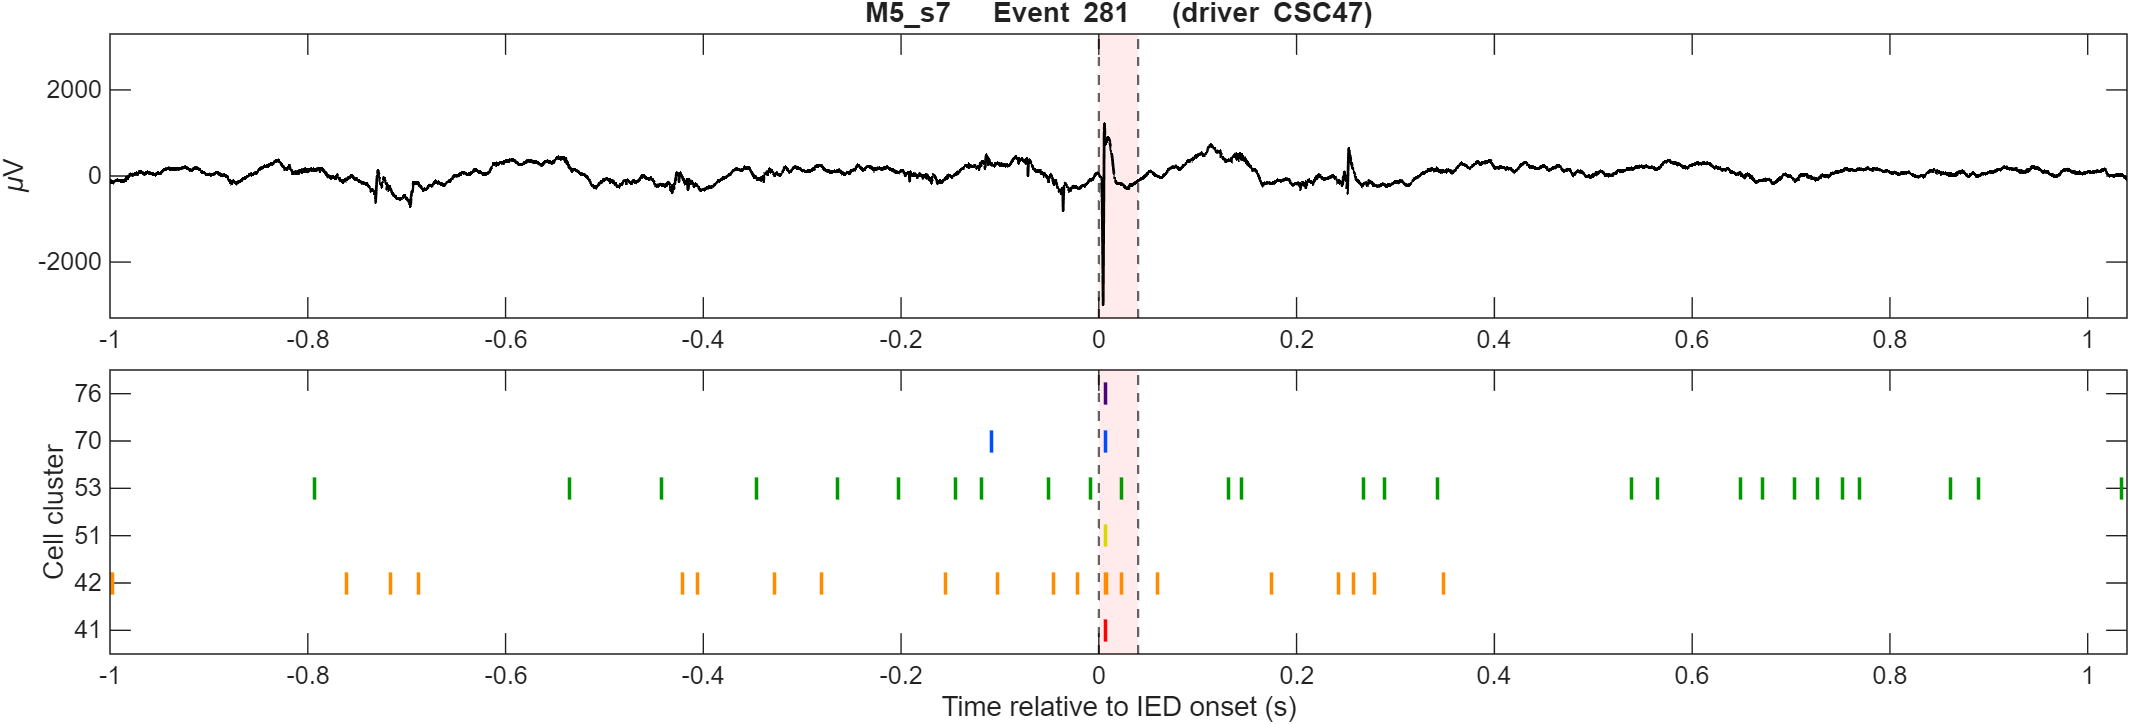 M5_s7 Event 281 (driver CSC47)
2000
0
-2000
μV
-1 -0.8 -0.6 -0.4 -0.2 0 0.2 0.4 0.6 0.8 1
76
70
53
51
42
41
Cell cluster
-1 -0.8 -0.6 -0.4 -0.2 0 0.2 0.4 0.6 0.8 1
Time relative to IED onset (s)